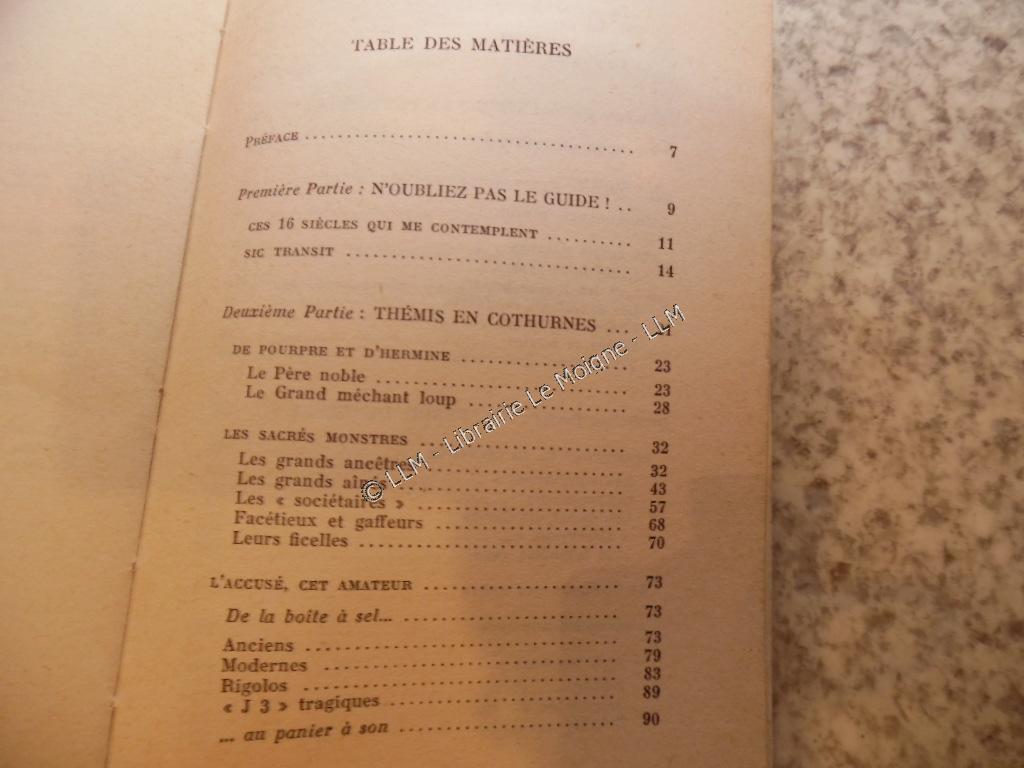 TABLE DES MATIÈRES
PRÉFACE .................................... 7
Première Partie : N'OUBLIEZ PAS LE GUIDE ! .. 9
CES 16 SIÈCLES QUI ME CONTEMPLENT .......... 11
SIC TRANSIT ................................ 14
Deuxième Partie : THÉMIS EN COTHURNES ...
DE POURPRE ET D'HERMINE .................... 23
Le Père noble .............................. 23
Le Grand méchant loup ...................... 28
LES SACRÉS MONSTRES ........................ 32
Les grands ancêtres ........................ 32
Les grands aînés ........................... 43
Les « sociétaires » ........................ 57
Facétieux et gaffeurs ...................... 68
Leurs ficelles ............................. 70
L'ACCUSÉ, CET AMATEUR ...................... 73
De la boîte à sel... ....................... 73
Anciens .................................... 73
Modernes ................................... 79
Rigolos .................................... 83
« J 3 » tragiques .......................... 89
... au panier à son ........................ 90
© LLM - Librairie Le Moigne - LLM